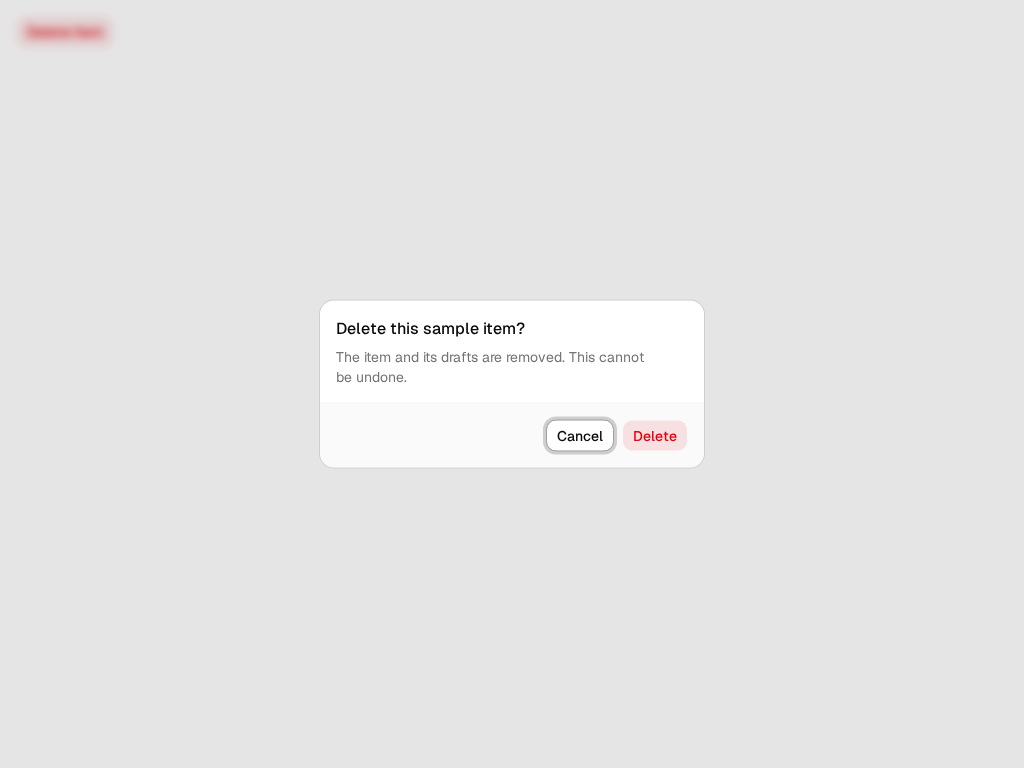 Delete this sample item?
The item and its drafts are removed. This cannot
be undone.
Cancel
Delete